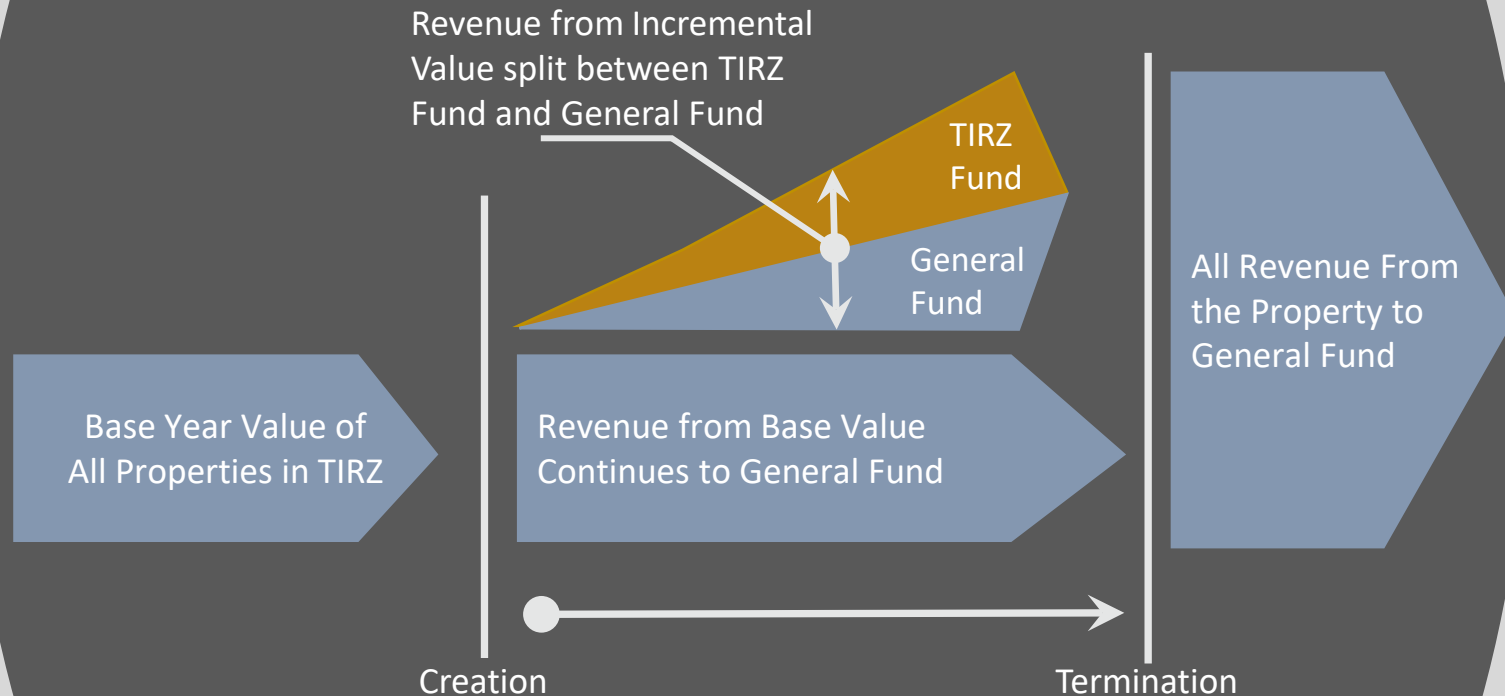 Revenue from Incremental
Value split between TIRZ
Fund and General Fund
TIRZ
Fund
General
Fund
All Revenue From
the Property to
General Fund
Base Year Value of
All Properties in TIRZ
Revenue from Base Value
Continues to General Fund
Creation
Termination